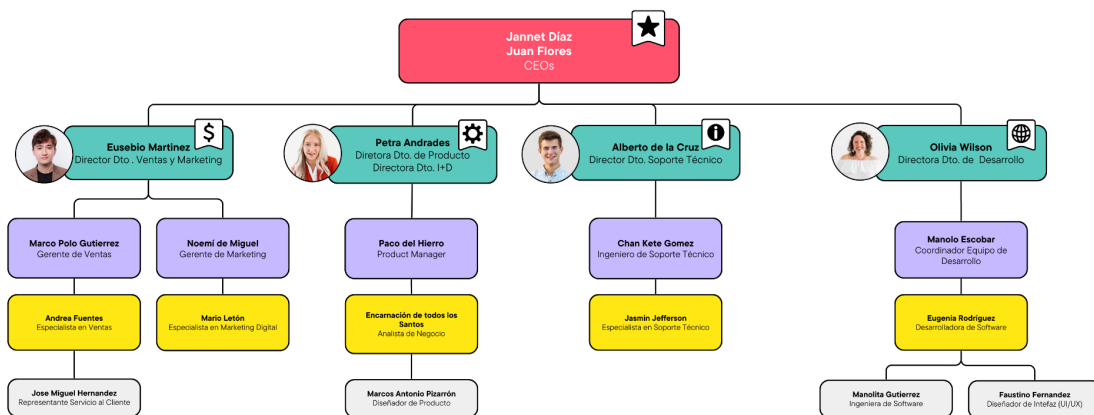 Jannet Díaz
Juan Flores
CEOs
$
Eusebio Martinez
Director Dto . Ventas y Marketing
Petra Andrades
Diretora Dto. de Producto
Directora Dto. I+D
Alberto de la Cruz
Director Dto. Soporte Técnico
Olivia Wilson
Directora Dto. de Desarrollo
Marco Polo Gutierrez
Gerente de Ventas
Noemí de Miguel
Gerente de Marketing
Paco del Hierro
Product Manager
Chan Kete Gomez
Ingeniero de Soporte Técnico
Manolo Escobar
Coordinador Equipo de
Desarrollo
Andrea Fuentes
Especialista en Ventas
Mario Letón
Especialista en Marketing Digital
Encarnación de todos los
Santos
Analista de Negocio
Jasmin Jefferson
Especialista en Soporte Técnico
Eugenia Rodríguez
Desarrolladora de Software
Jose Miguel Hernandez
Representante Servicio al Cliente
Marcos Antonio Pizarrón
Diseñador de Producto
Manolita Gutierrez
Ingeniera de Software
Faustino Fernandez
Diseñador de Intefaz (UI/UX)